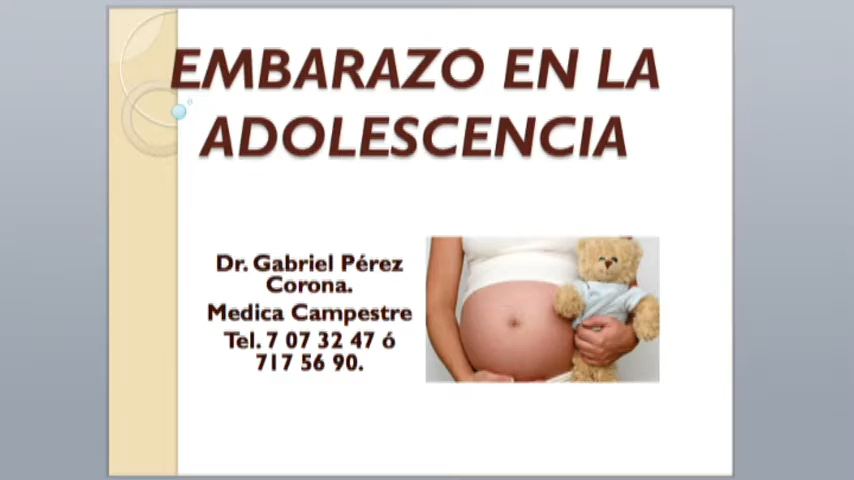 EMBARAZO EN LA
ADOLESCENCIA
Dr. Gabriel Pérez
Corona.
Medica Campestre
Tel. 7 07 32 47 ó
717 56 90.